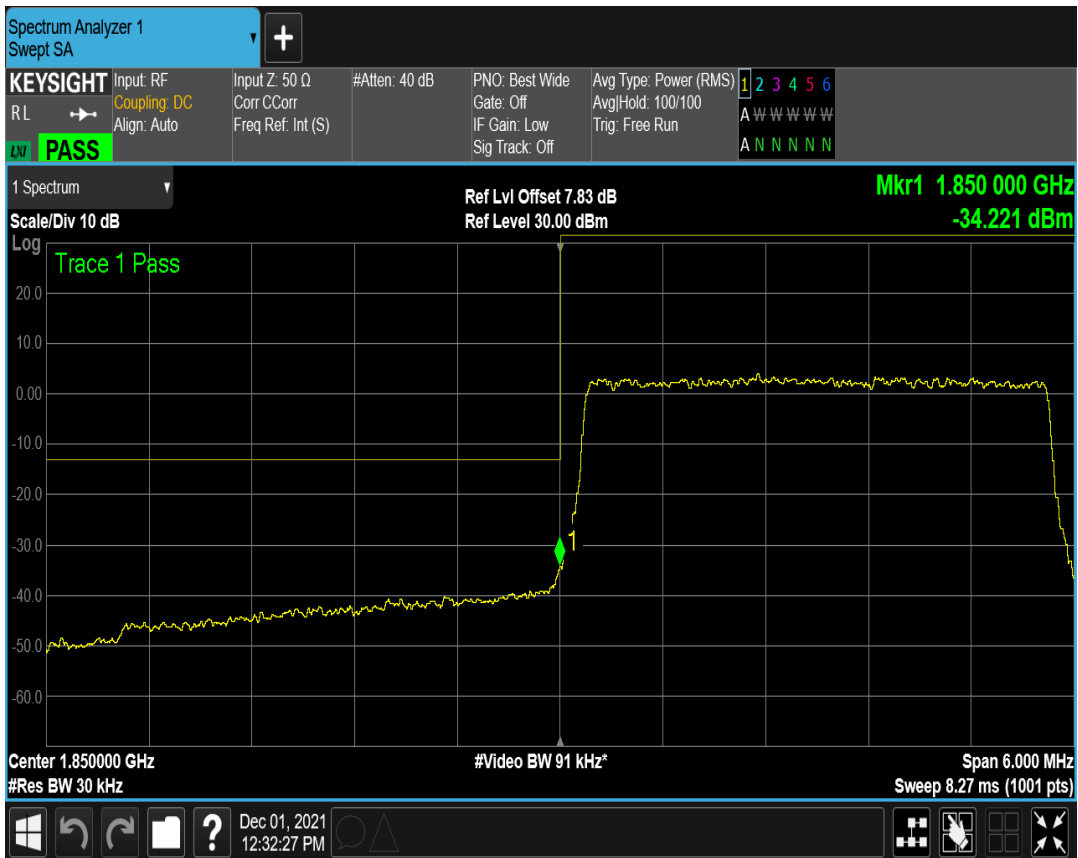 Spectrum Analyzer 1
Swept SA
+
KEYSIGHT
R L
LXI PASS
Input: RF
Coupling: DC
Align: Auto
Input Z: 50 Ω
Corr CCorr
Freq Ref: Int (S)
#Atten: 40 dB
PNO: Best Wide
Gate: Off
IF Gain: Low
Sig Track: Off
Avg Type: Power (RMS)
Avg|Hold: 100/100
Trig: Free Run
1 2 3 4 5 6
A W W W W W
A N N N N N
1 Spectrum
Scale/Div 10 dB
Ref Lvl Offset 7.83 dB
Ref Level 30.00 dBm
Mkr1 1.850 000 GHz
-34.221 dBm
Log
Trace 1 Pass
20.0
10.0
0.00
-10.0
-20.0
-30.0
-40.0
-50.0
-60.0
1
Center 1.850000 GHz
#Video BW 91 kHz*
Span 6.000 MHz
#Res BW 30 kHz
Sweep 8.27 ms (1001 pts)
?
Dec 01, 2021
12:32:27 PM